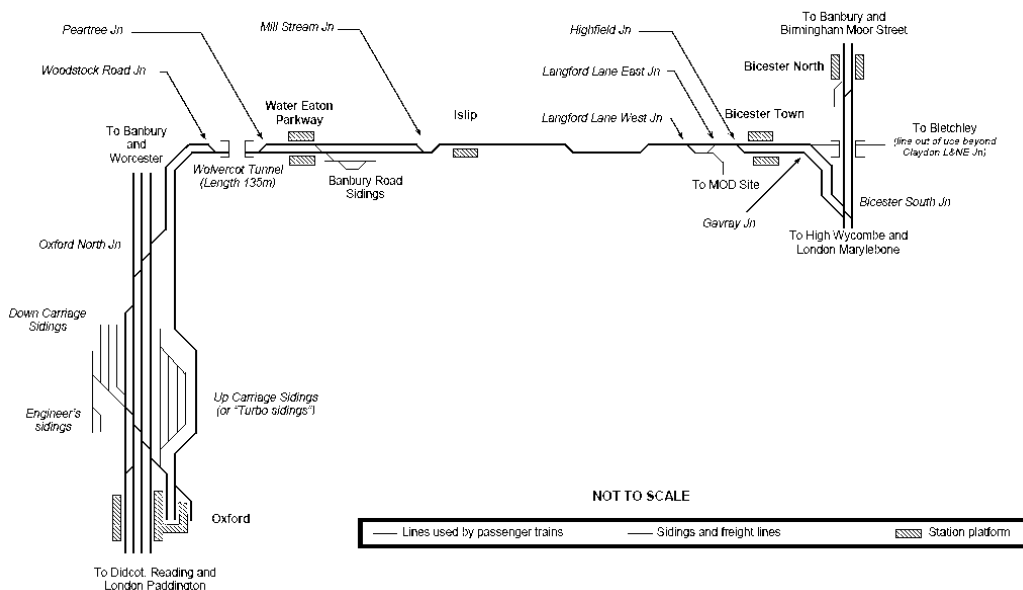 To Banbury and
Birmingham Moor Street
Peartree Jn
Mill Stream Jn
Highfield Jn
Woodstock Road Jn
Langford Lane East Jn
Bicester North
Water Eaton
Parkway
Islip
Langford Lane West Jn
Bicester Town
To Banbury
and
Worcester
To Bletchley
(line out of use beyond
Claydon L&NE Jn)
Wolvercot Tunnel
(Length 135m)
Banbury Road
Sidings
To MOD Site
Bicester South Jn
Gavray Jn
Oxford North Jn
To High Wycombe and
London Marylebone
Down Carriage
Sidings
Up Carriage Sidings
(or "Turbo sidings")
Engineer's
sidings
NOT TO SCALE
Oxford
Lines used by passenger trains
Sidings and freight lines
Station platform
To Didcot, Reading and
London Paddington